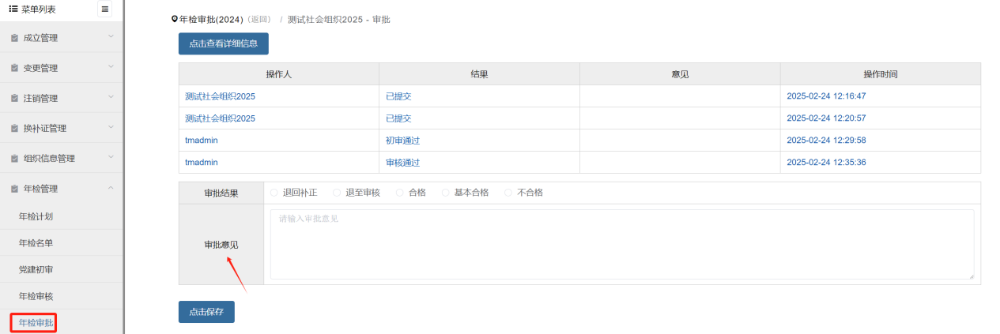 菜单列表
成立管理
变更管理
注销管理
换补证管理
组织信息管理
年检管理
年检计划
年检名单
党建初审
年检审核
年检审批
年检审批(2024)（返回） / 测试社会组织2025 - 审批
点击查看详细信息
操作人 结果 意见 操作时间
测试社会组织2025 已提交 2025-02-24 12:16:47
测试社会组织2025 已提交 2025-02-24 12:20:57
tmadmin 初审通过 2025-02-24 12:29:58
tmadmin 审核通过 2025-02-24 12:35:36
审批结果 退回补正 退至审核 合格 基本合格 不合格
审批意见 请输入审批意见
点击保存